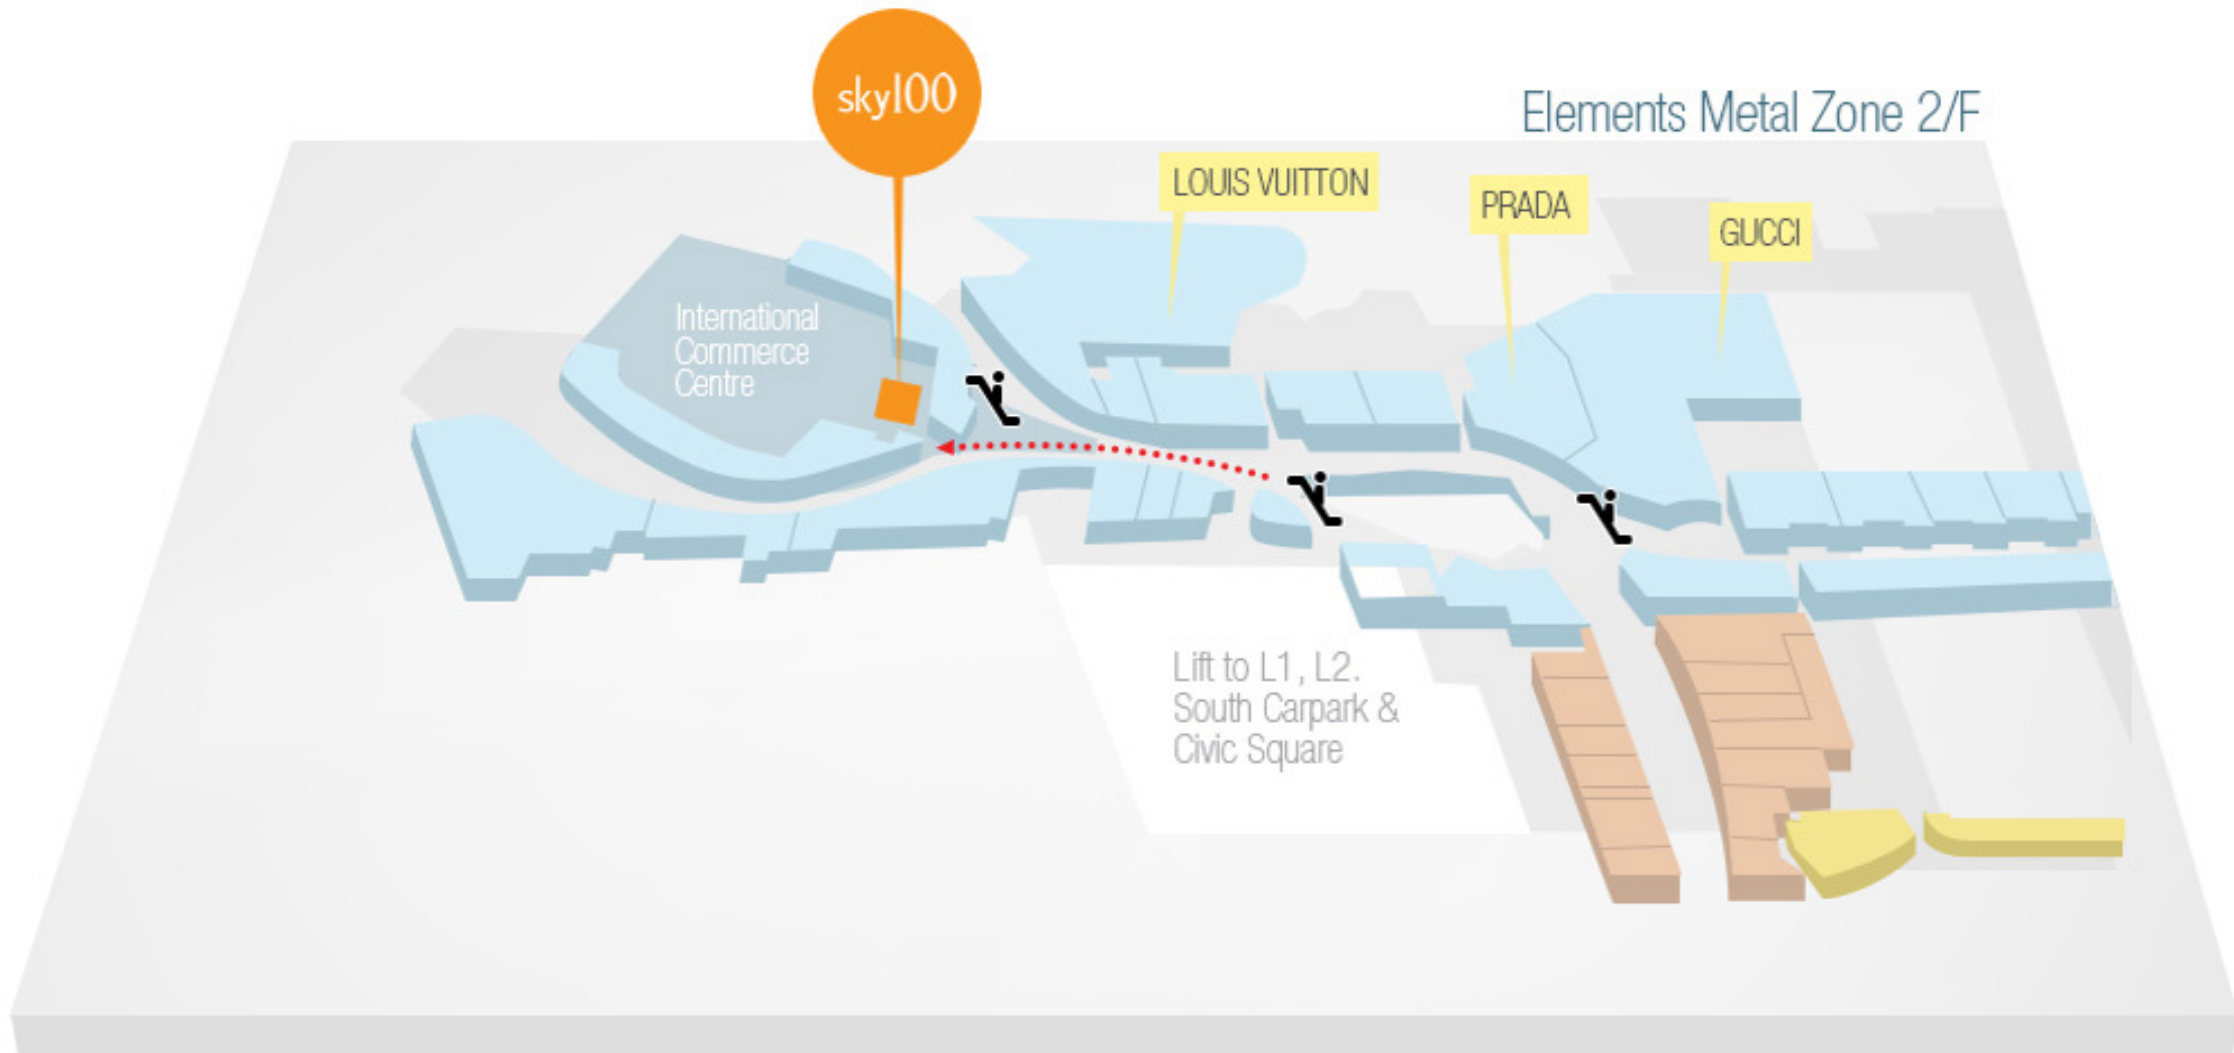 sky100
Elements Metal Zone 2/F
LOUIS VUITTON
PRADA
GUCCI
International
Commerce
Centre
Lift to L1, L2.
South Carpark &
Civic Square